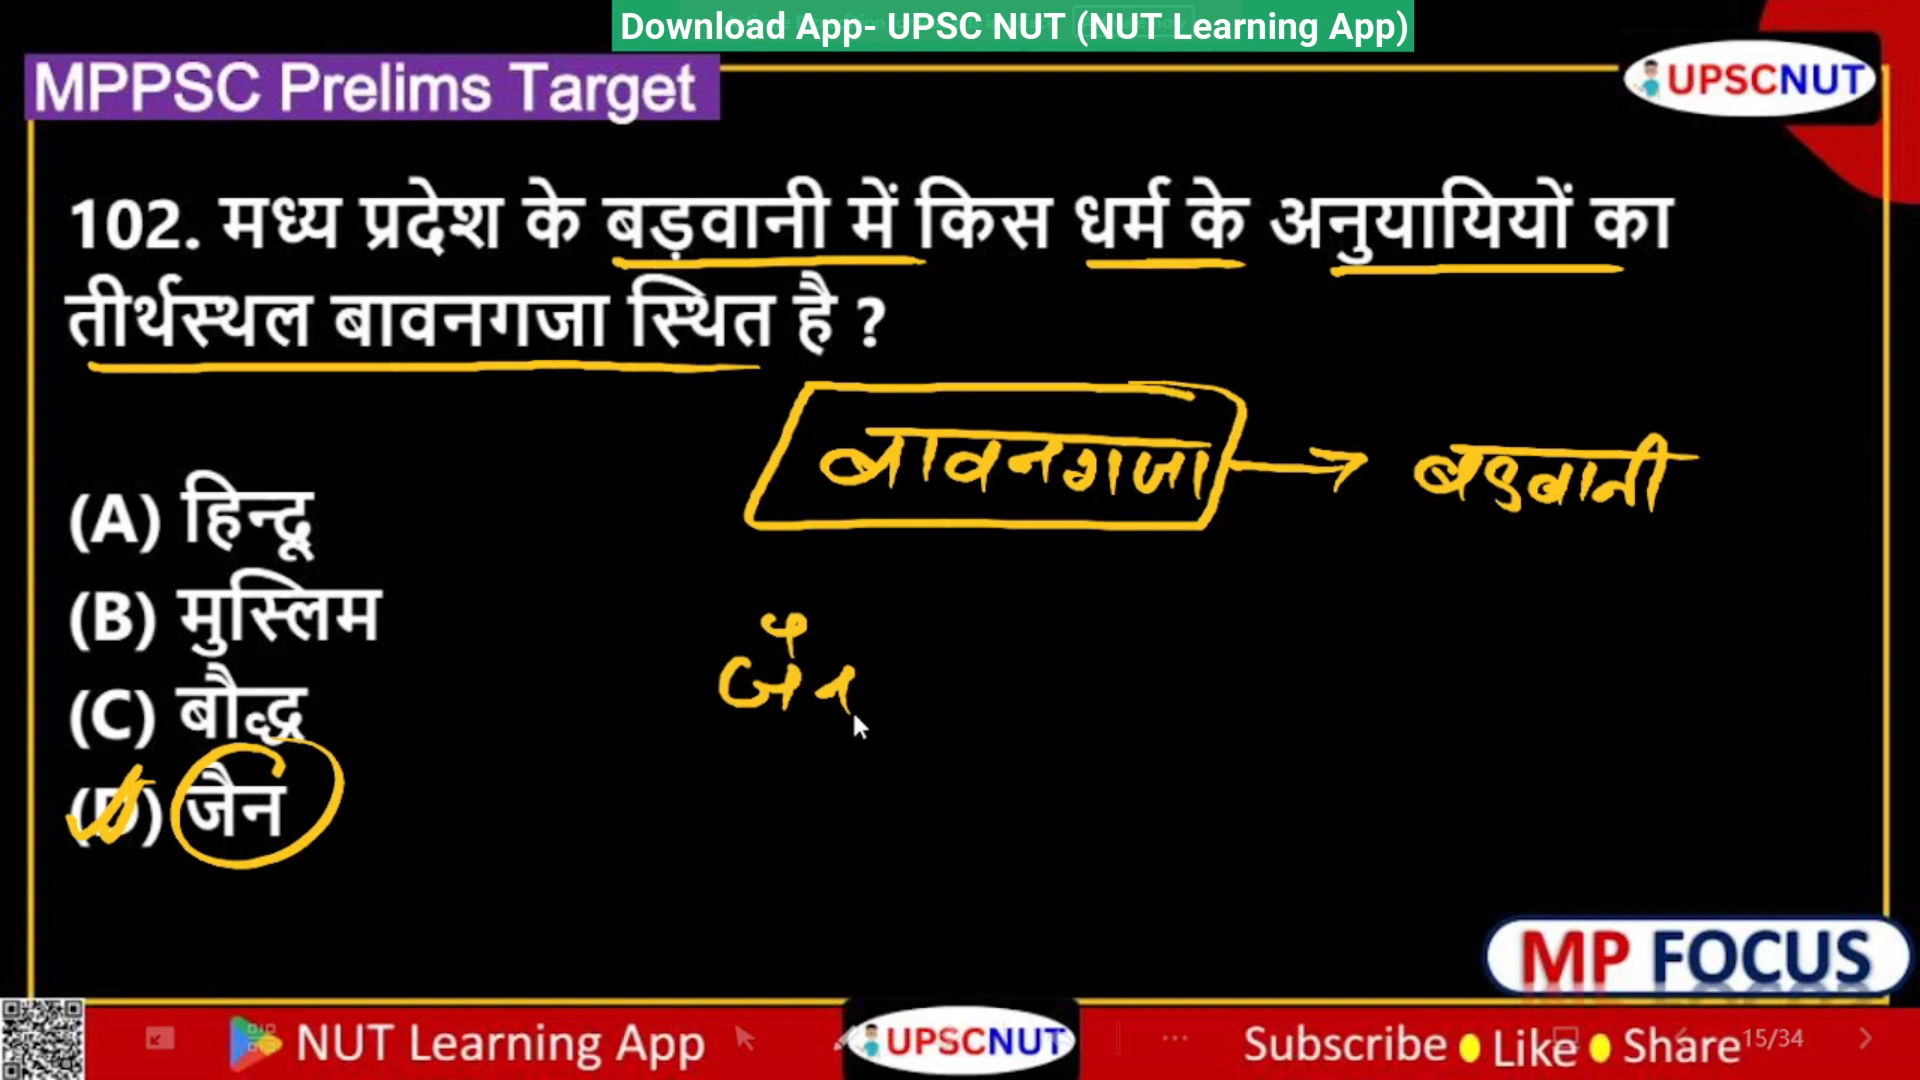 Download App- UPSC NUT (NUT Learning App)
MPPSC Prelims Target
UPSCNUT
102. मध्य प्रदेश के बड़वानी में किस धर्म के अनुयायियों का
तीर्थस्थल बावनगजा स्थित है ?
बावनगजा → बड़वानी
(A) हिन्दू
(B) मुस्लिम
जैन
(C) बौद्ध
(D) जैन
MP FOCUS
NUT Learning App
UPSCNUT
Subscribe ● Like ● Share
15/34